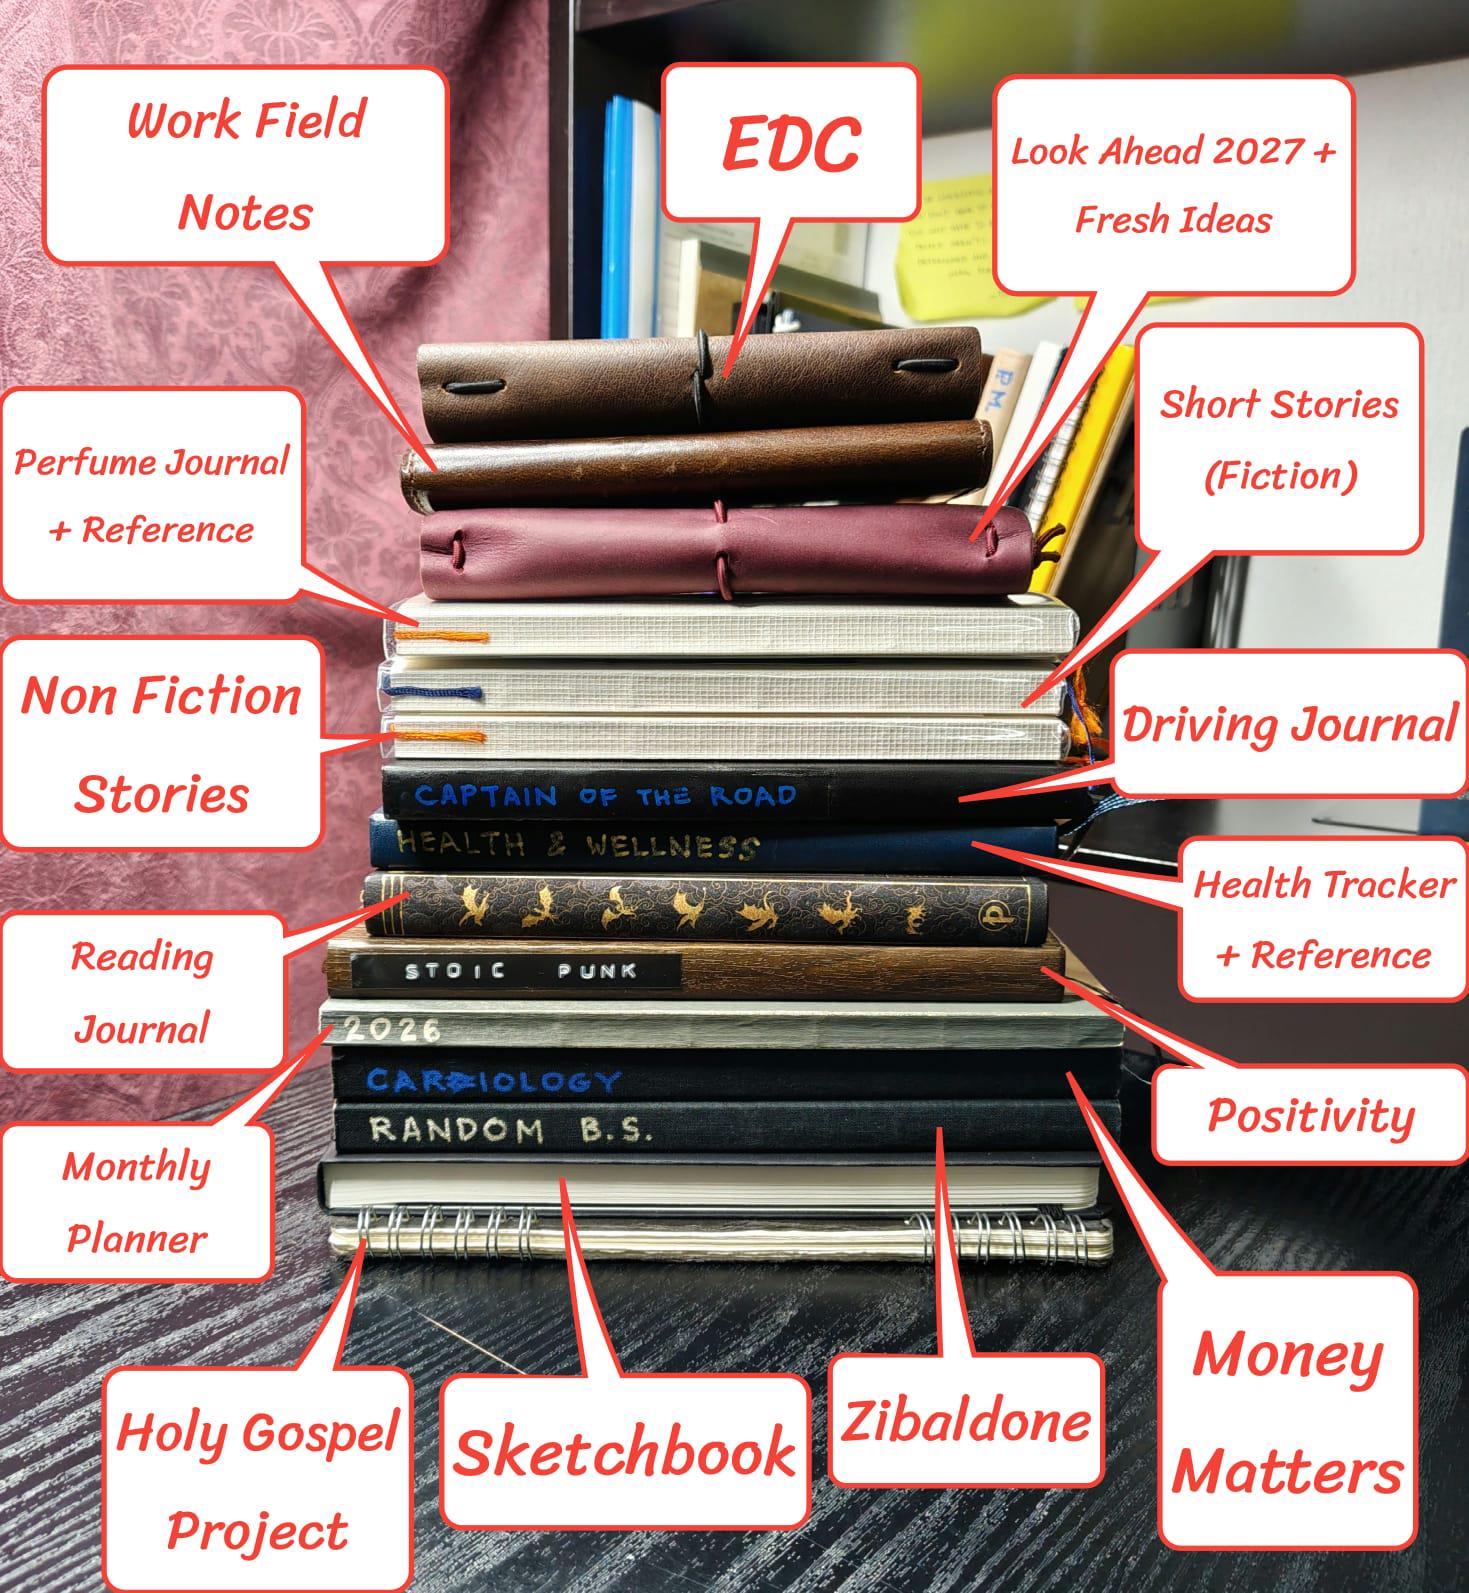 Work Field
Notes
EDC
Look Ahead 2027 +
Fresh Ideas
Short Stories
(Fiction)
P.M.
Perfume Journal
+ Reference
Non Fiction
Stories
Driving Journal
CAPTAIN OF THE ROAD
HEALTH & WELLNESS
Health Tracker
+ Reference
Reading
Journal
STOIC PUNK
2026
CARDIOLOGY
RANDOM B.S.
Positivity
Monthly
Planner
Money
Matters
Zibaldone
Sketchbook
Holy Gospel
Project